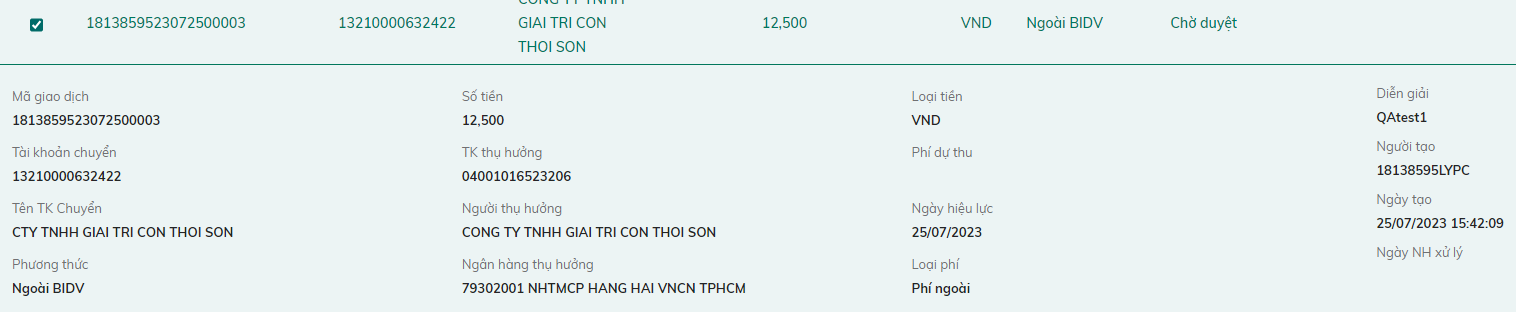 CONG TY TNHH
1813859523072500003 13210000632422 GIAI TRI CON 12,500 VND Ngoài BIDV Chờ duyệt
THOI SON
Mã giao dịch Số tiền Loại tiền Diễn giải
1813859523072500003 12,500 VND QAtest1
Tài khoản chuyển TK thụ hưởng Phí dự thu Người tạo
13210000632422 04001016523206 18138595LYPC
Tên TK Chuyển Người thụ hưởng Ngày hiệu lực Ngày tạo
CTY TNHH GIAI TRI CON THOI SON CONG TY TNHH GIAI TRI CON THOI SON 25/07/2023 25/07/2023 15:42:09
Phương thức Ngân hàng thụ hưởng Loại phí Ngày NH xử lý
Ngoài BIDV 79302001 NHTMCP HANG HAI VNCN TPHCM Phí ngoài